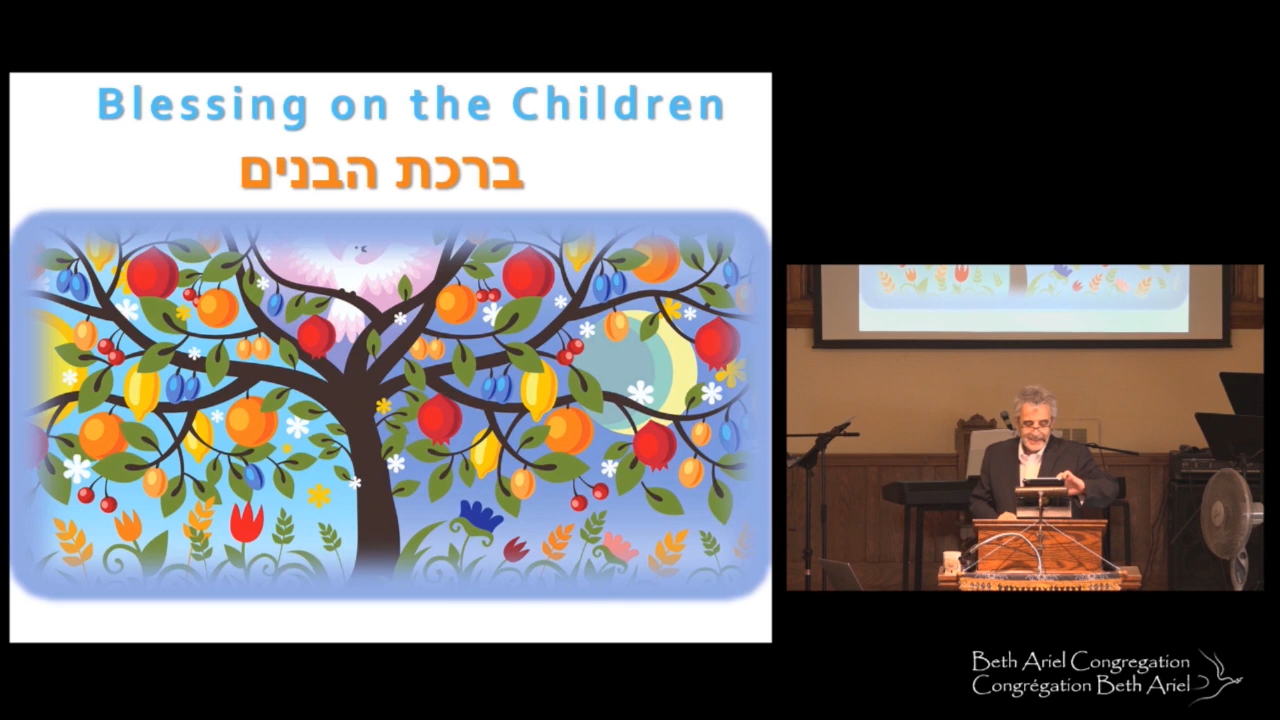 Blessing on the Children
ברכת הבנים
Beth Ariel Congregation
Congrégation Beth Ariel